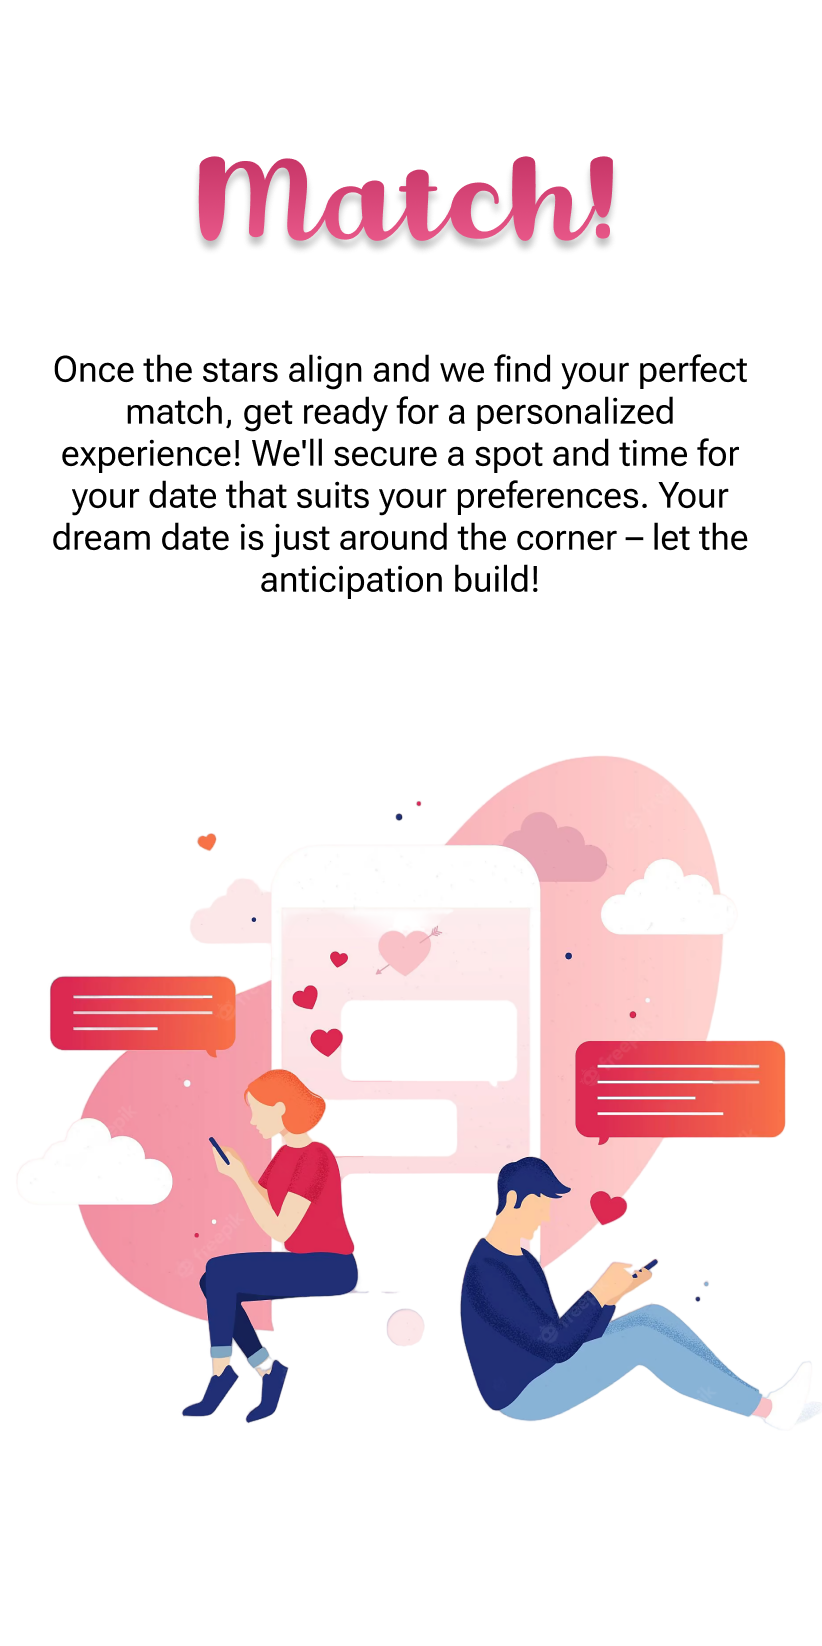 Match!
Once the stars align and we find your perfect
match, get ready for a personalized
experience! We'll secure a spot and time for
your date that suits your preferences. Your
dream date is just around the corner – let the
anticipation build!